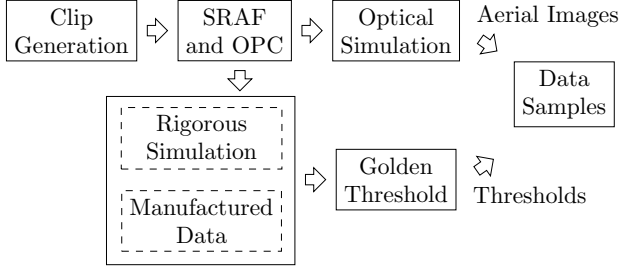 Clip
Generation
SRAF
and OPC
Optical
Simulation
Aerial Images
Data
Samples
Rigorous
Simulation
Manufactured
Data
Golden
Threshold
Thresholds